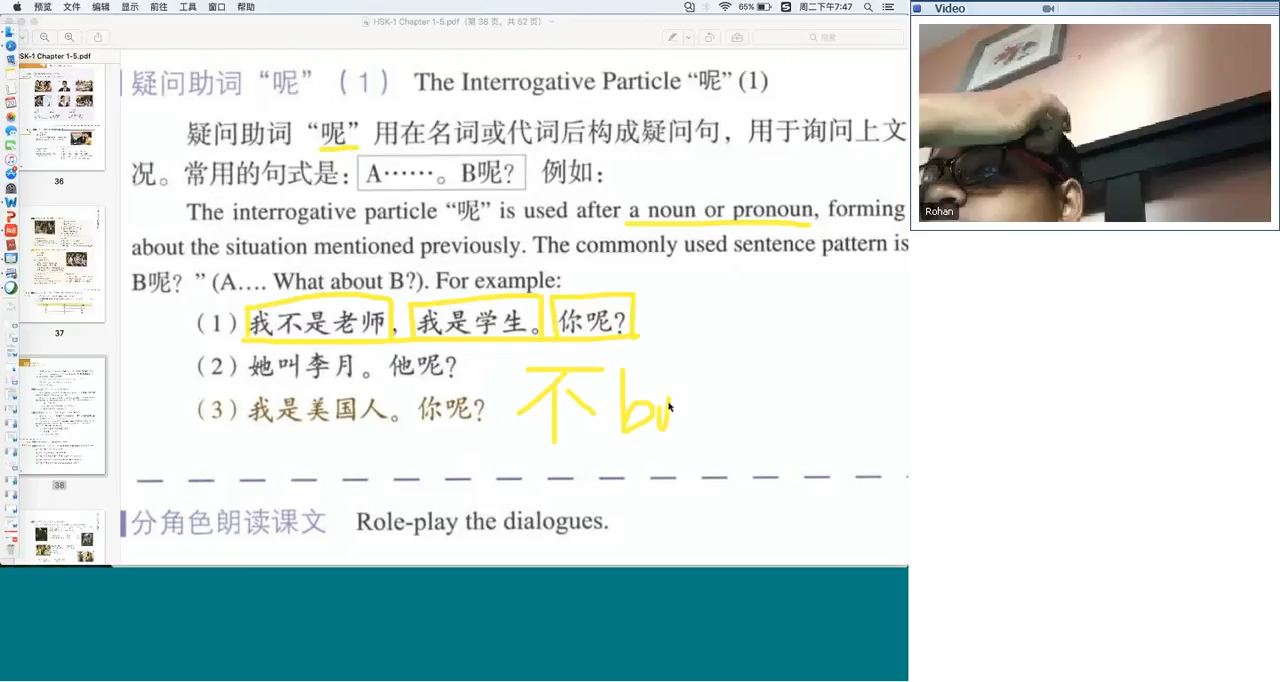 预览 文件 编辑 显示 前往 工具 窗口 帮助 65% 周二下午7:47
HSK-1 Chapter 1-5.pdf（第 38 页，共 52 页）
搜索
HSK-1 Chapter 1-5.pdf
36
37
38
疑问助词“呢”（1） The Interrogative Particle “呢” (1)
疑问助词“呢”用在名词或代词后构成疑问句，用于询问上文
况。常用的句式是：A……。B呢？ 例如：
The interrogative particle “呢” is used after a noun or pronoun, forming
about the situation mentioned previously. The commonly used sentence pattern is
B呢？” (A…. What about B?). For example:
（1）我不是老师，我是学生。你呢？
（2）她叫李月。他呢？
（3）我是美国人。你呢？
不 bu
分角色朗读课文 Role-play the dialogues.
Video
Rohan